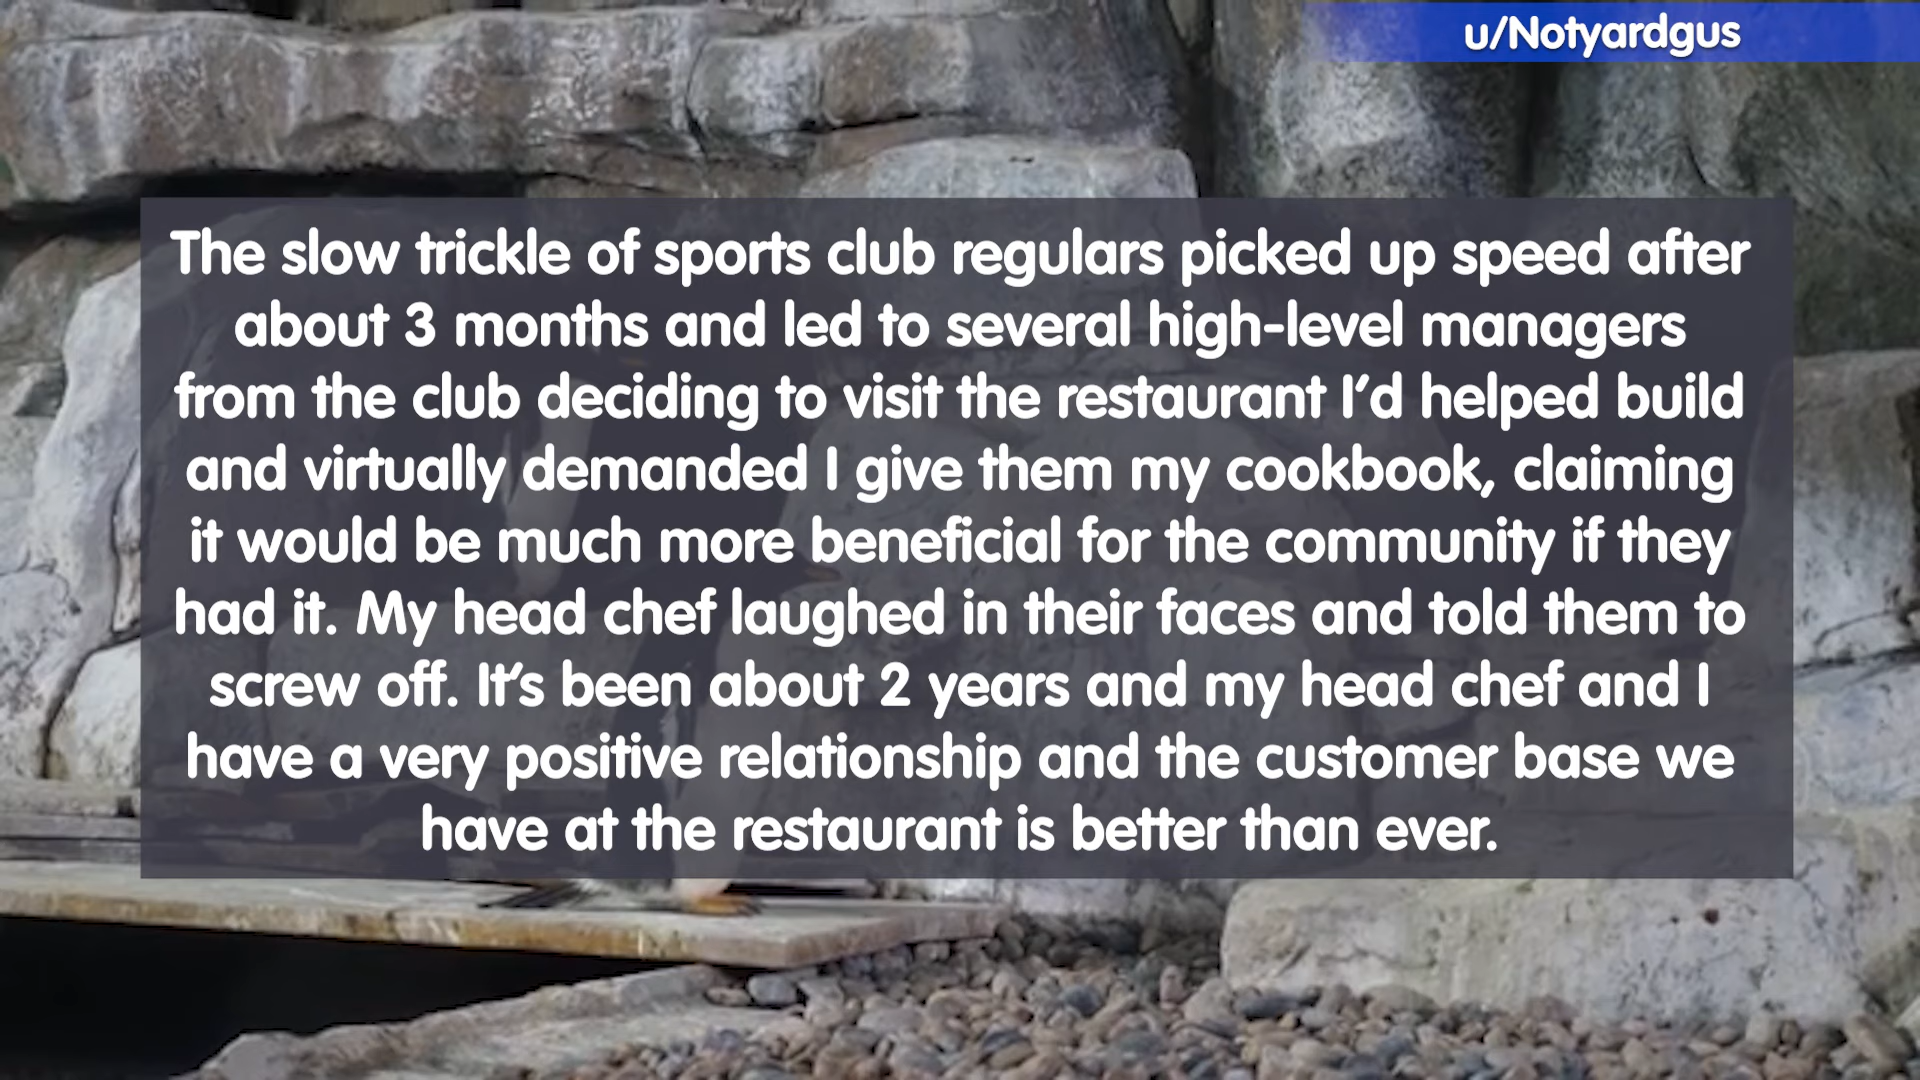 u/Notyardgus
The slow trickle of sports club regulars picked up speed after
about 3 months and led to several high-level managers
from the club deciding to visit the restaurant I'd helped build
and virtually demanded I give them my cookbook, claiming
it would be much more beneficial for the community if they
had it. My head chef laughed in their faces and told them to
screw off. It's been about 2 years and my head chef and I
have a very positive relationship and the customer base we
have at the restaurant is better than ever.